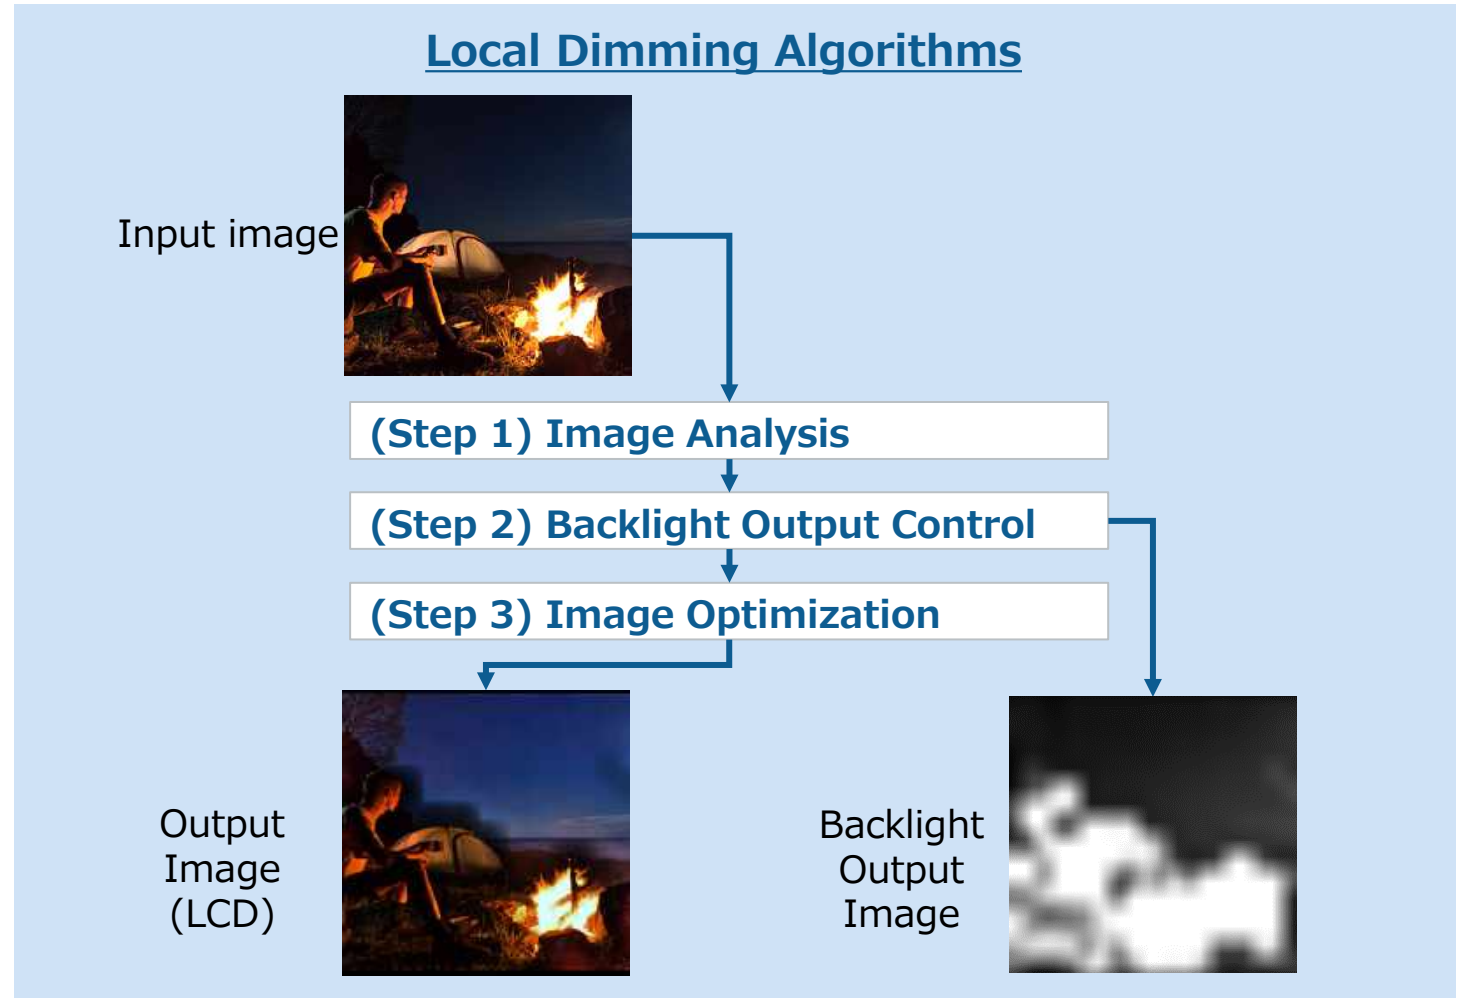 Local Dimming Algorithms
Input image
(Step 1) Image Analysis
(Step 2) Backlight Output Control
(Step 3) Image Optimization
Output
Image
(LCD)
Backlight
Output
Image